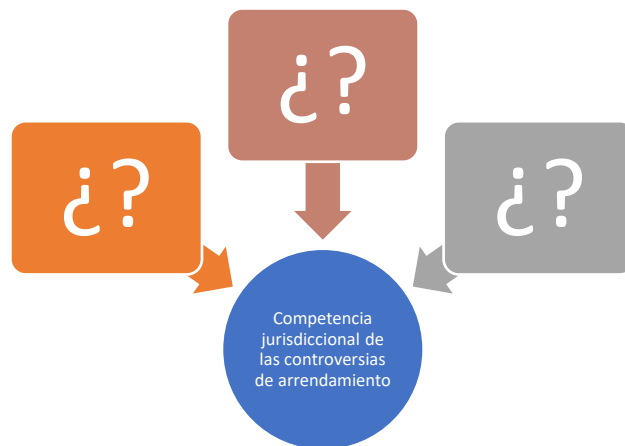 ¿?
¿?
¿?
Competencia
jurisdiccional de
las controversias
de arrendamiento